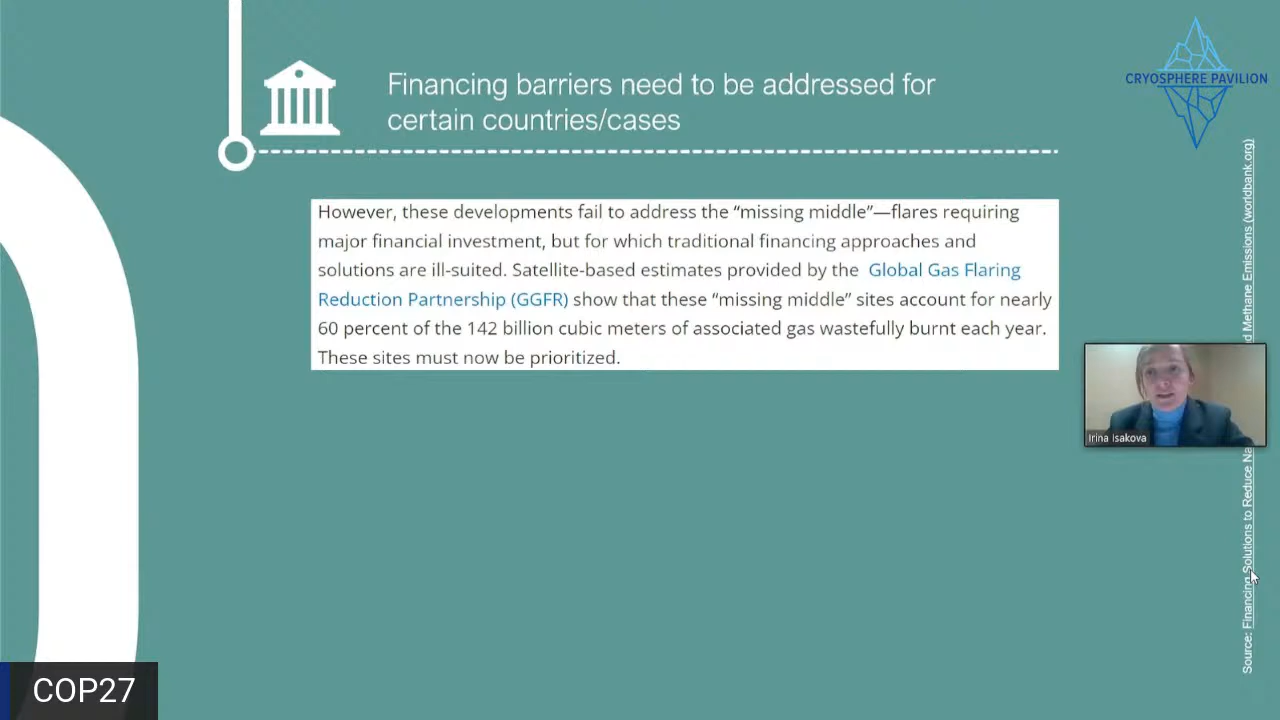 Financing barriers need to be addressed for
certain countries/cases
CRYOSPHERE PAVILION
However, these developments fail to address the “missing middle”—flares requiring
major financial investment, but for which traditional financing approaches and
solutions are ill-suited. Satellite-based estimates provided by the Global Gas Flaring
Reduction Partnership (GGFR) show that these “missing middle” sites account for nearly
60 percent of the 142 billion cubic meters of associated gas wastefully burnt each year.
These sites must now be prioritized.
Irina Isakova
Source: Financing Solutions to Reduce Methane Emissions (worldbank.org)
COP27